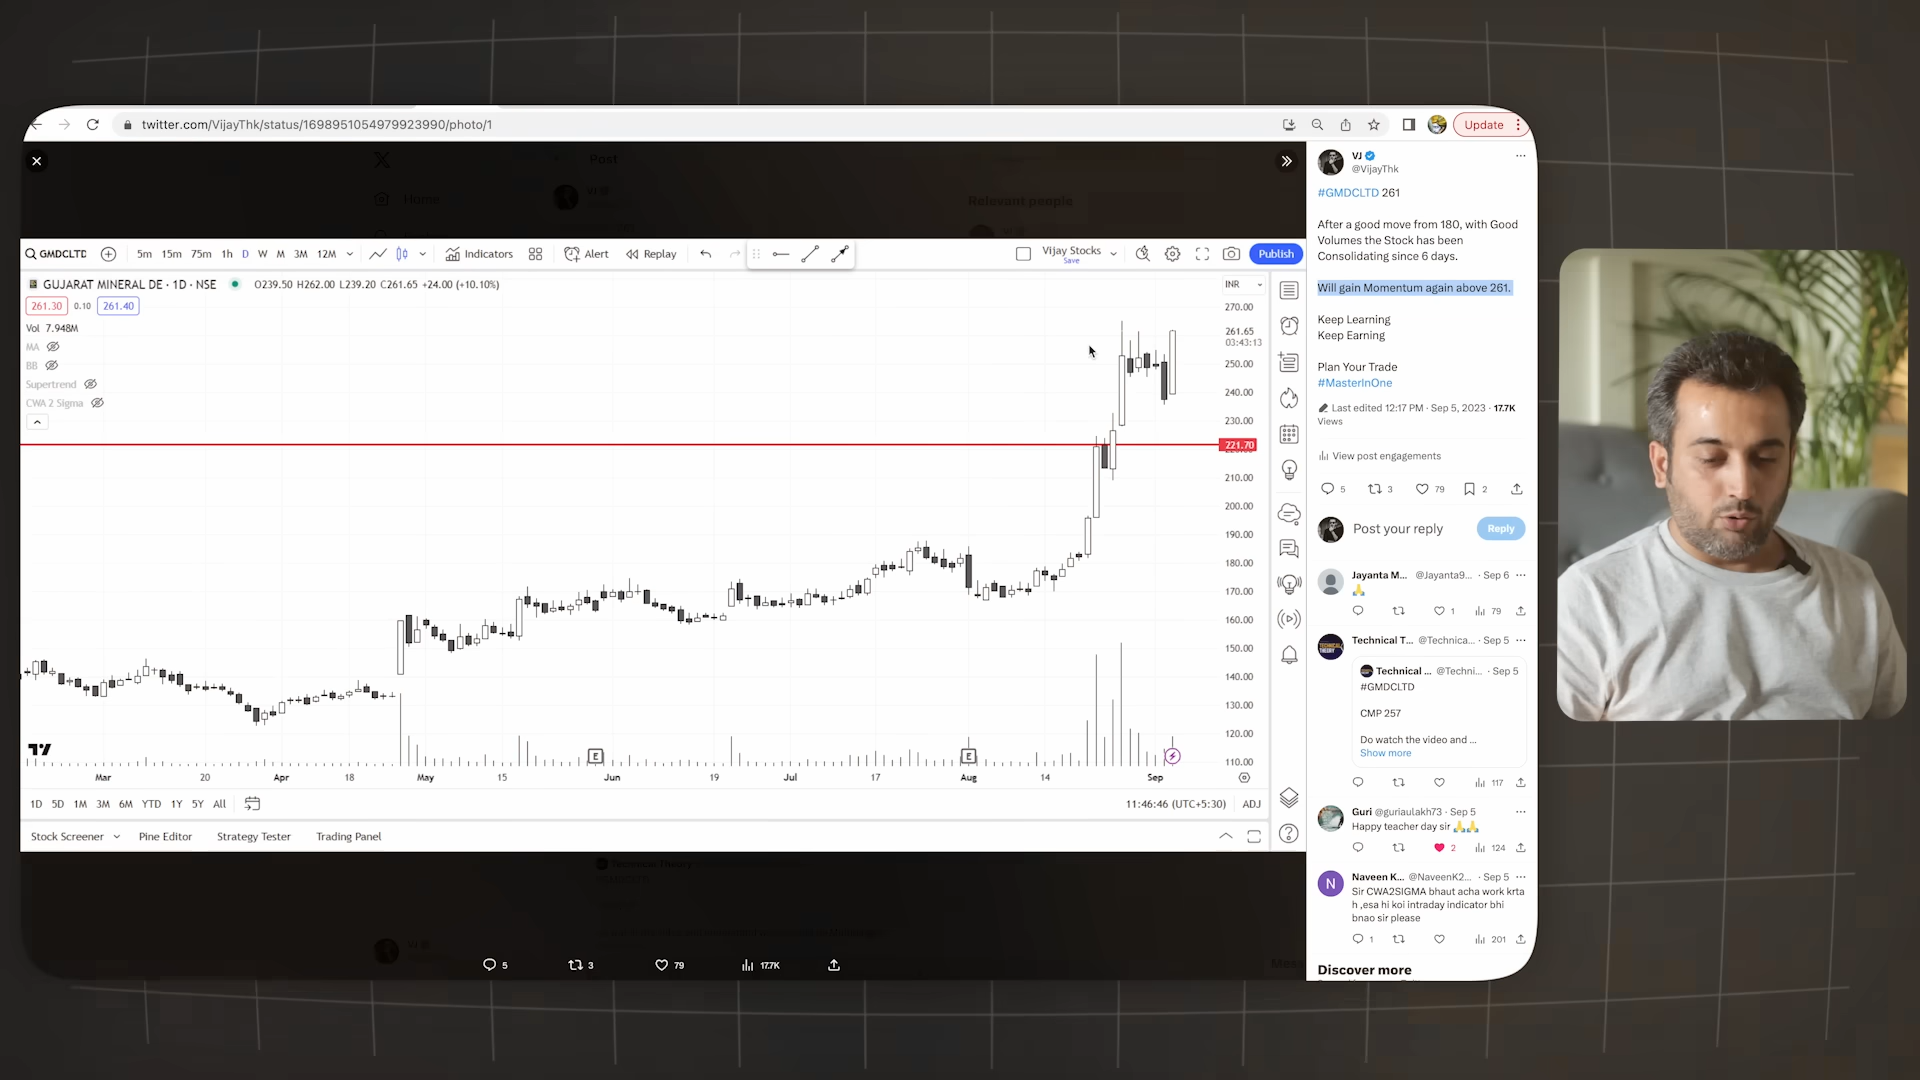 twitter.com/VijayThk/status/1698951054979923990/photo/1
Update
Post
Home
Relevant people
GMDCLTD
5m 15m 75m 1h D W M 3M 12M
Indicators
Alert
Replay
Vijay Stocks
Save
Publish
GUJARAT MINERAL DE · 1D · NSE
O239.50 H262.00 L239.20 C261.65 +24.00 (+10.10%)
261.30 0.10 261.40
Vol 7.948M
MA
BB
Supertrend
CWA 2 Sigma
INR
270.00
261.65
03:43:13
250.00
240.00
230.00
221.70
210.00
200.00
190.00
180.00
170.00
160.00
150.00
140.00
130.00
120.00
110.00
E
E
Mar 20 Apr 18 May 15 Jun 19 Jul 17 Aug 14 Sep
1D 5D 1M 3M 6M YTD 1Y 5Y All
11:46:46 (UTC+5:30) ADJ
Stock Screener Pine Editor Strategy Tester Trading Panel
5 3 79 17.7K
VJ
@VijayThk
#GMDCLTD 261
After a good move from 180, with Good
Volumes the Stock has been
Consolidating since 6 days.
Will gain Momentum again above 261.
Keep Learning
Keep Earning
Plan Your Trade
#MasterInOne
Last edited 12:17 PM · Sep 5, 2023 · 17.7K
Views
View post engagements
5 3 79 2
Post your reply
Reply
Jayanta M... @Jayanta9... · Sep 6
🙏
1 79
Technical T... @Technica... · Sep 5
Technical ... @Techni... · Sep 5
#GMDCLTD
CMP 257
Do watch the video and ...
Show more
117
Guri @guriaulakh73 · Sep 5
Happy teacher day sir 🙏🙏
2 124
N
Naveen K... @NaveenK2... · Sep 5
Sir CWA2SIGMA bhaut acha work krta
h ,esa hi koi intraday indicator bhi
bnao sir please
1 201
Discover more